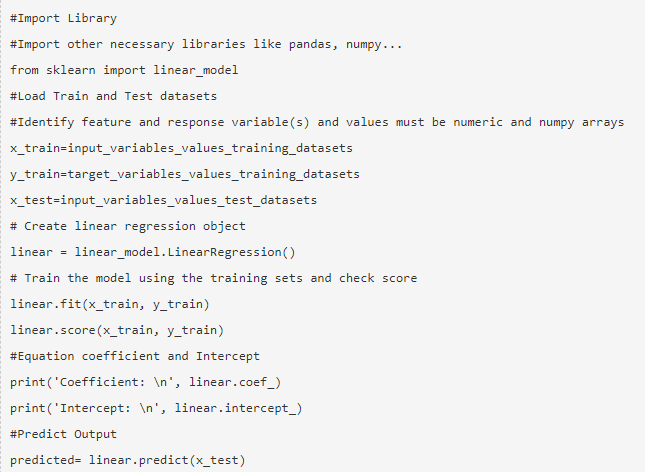 #Import Library
#Import other necessary libraries like pandas, numpy...
from sklearn import linear_model
#Load Train and Test datasets
#Identify feature and response variable(s) and values must be numeric and numpy arrays
x_train=input_variables_values_training_datasets
y_train=target_variables_values_training_datasets
x_test=input_variables_values_test_datasets
# Create linear regression object
linear = linear_model.LinearRegression()
# Train the model using the training sets and check score
linear.fit(x_train, y_train)
linear.score(x_train, y_train)
#Equation coefficient and Intercept
print('Coefficient: \n', linear.coef_)
print('Intercept: \n', linear.intercept_)
#Predict Output
predicted= linear.predict(x_test)